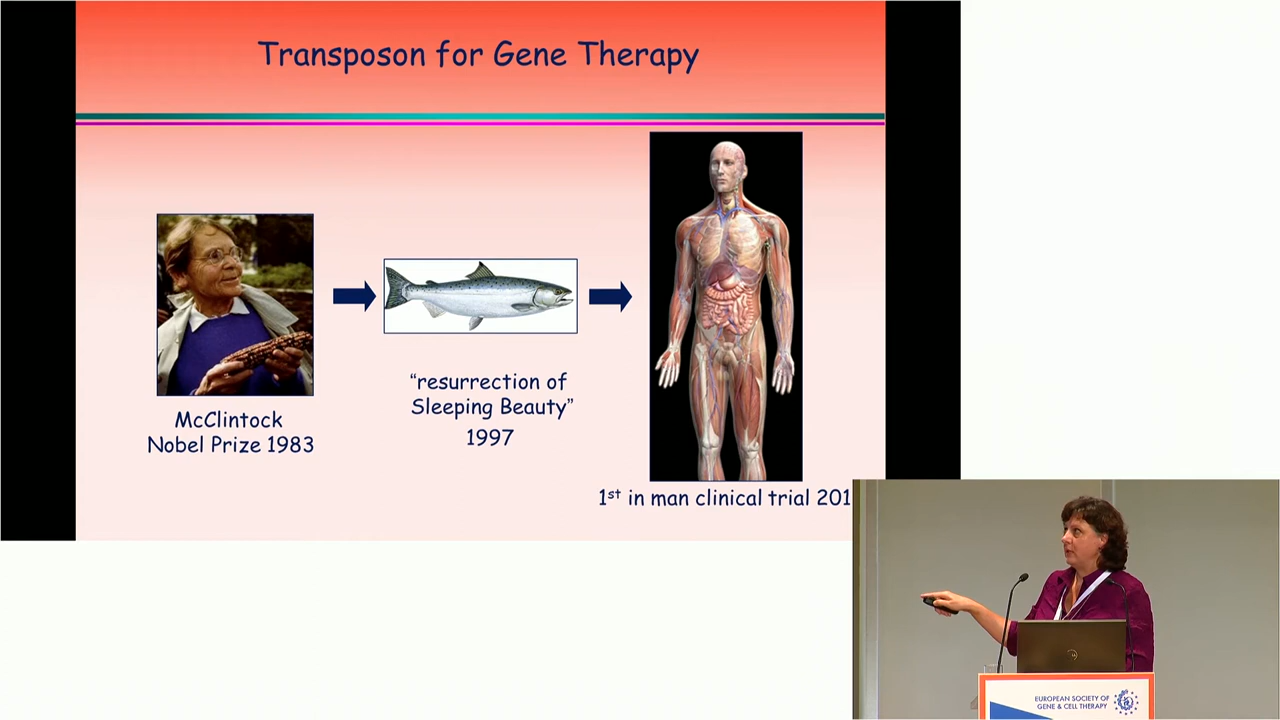 Transposon for Gene Therapy
McClintock
Nobel Prize 1983
“resurrection of
Sleeping Beauty”
1997
1st in man clinical trial 201
EUROPEAN SOCIETY OF
GENE & CELL THERAPY